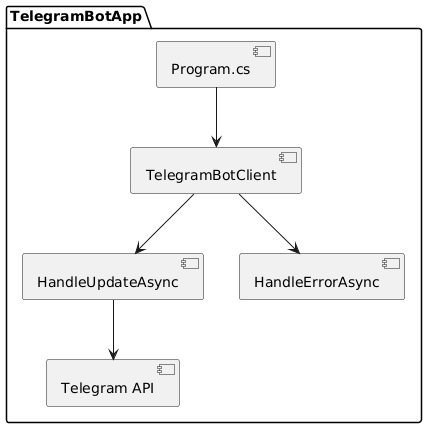 TelegramBotApp
Program.cs
TelegramBotClient
HandleUpdateAsync
HandleErrorAsync
Telegram API